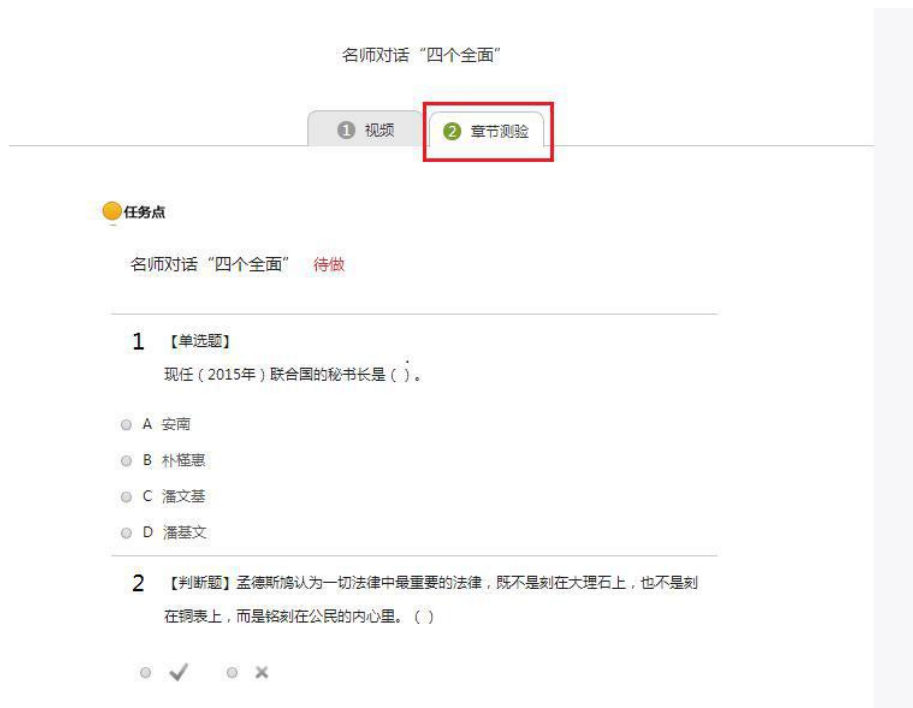 名师对话“四个全面”
1 视频 2 章节测验
任务点
名师对话“四个全面” 待做
1 【单选题】
现任（2015年）联合国的秘书长是（ ）。
A 安南
B 朴槿惠
C 潘文基
D 潘基文
2 【判断题】孟德斯鸠认为一切法律中最重要的法律，既不是刻在大理石上，也不是刻
在铜表上，而是铭刻在公民的内心里。（ ）